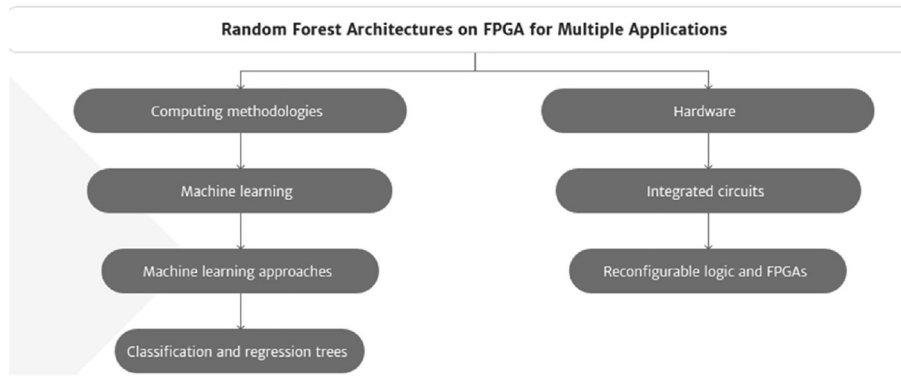 Random Forest Architectures on FPGA for Multiple Applications
Computing methodologies
Hardware
Machine learning
Integrated circuits
Machine learning approaches
Reconfigurable logic and FPGAs
Classification and regression trees